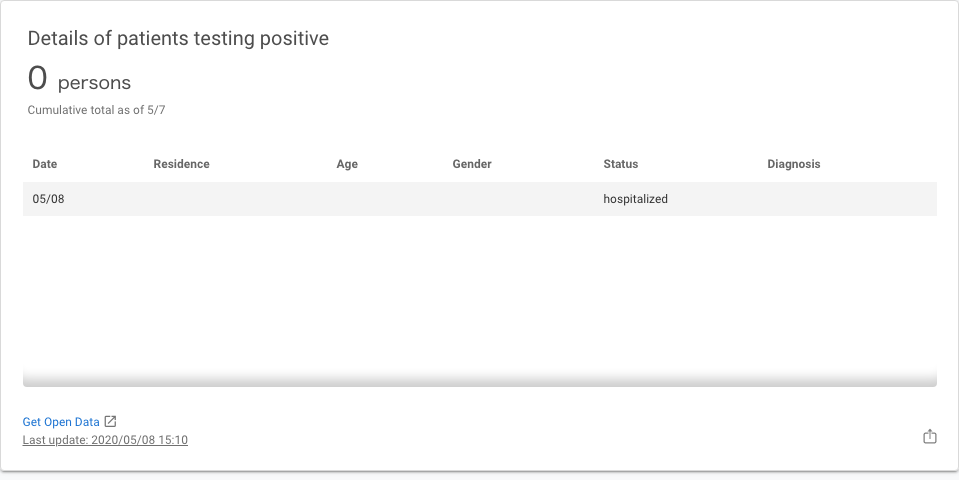 Details of patients testing positive
0 persons
Cumulative total as of 5/7
Date Residence Age Gender Status Diagnosis
05/08 hospitalized
Get Open Data
Last update: 2020/05/08 15:10